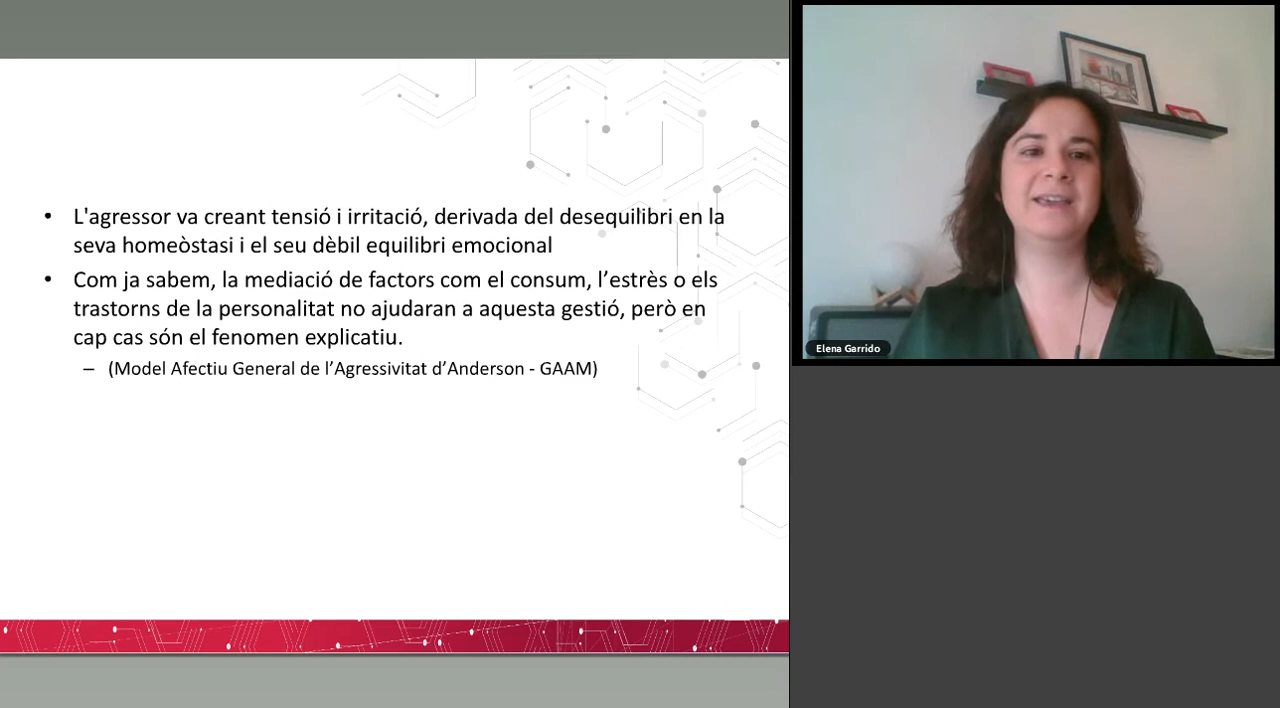 • L'agressor va creant tensió i irritació, derivada del desequilibri en la
seva homeòstasi i el seu dèbil equilibri emocional
• Com ja sabem, la mediació de factors com el consum, l’estrès o els
trastorns de la personalitat no ajudaran a aquesta gestió, però en
cap cas són el fenomen explicatiu.
– (Model Afectiu General de l’Agressivitat d’Anderson - GAAM)
Elena Garrido